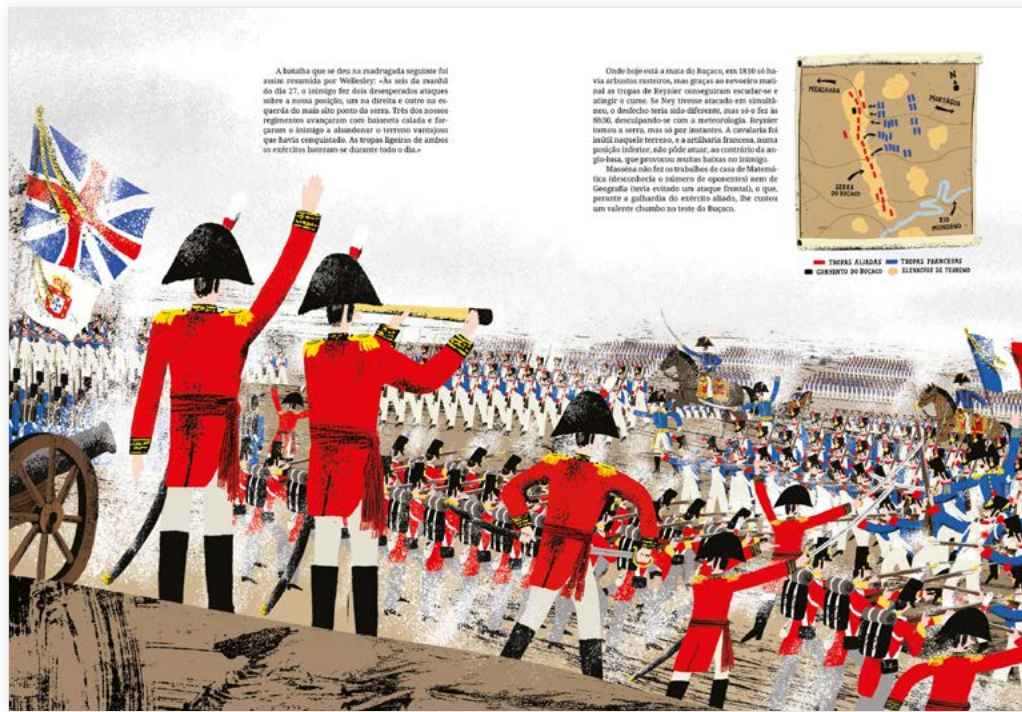 A batalha que se deu na madrugada seguinte foi
assim resumida por Wellesley: «Às seis da manhã
do dia 27, o inimigo fez dois desesperados ataques
sobre a nossa posição, um na direita e outro na es-
querda do mais alto ponto da serra. Três dos nossos
regimentos avançaram com baioneta calada e for-
çaram o inimigo a abandonar o terreno vantajoso
que havia conquistado. As tropas ligeiras de ambos
os exércitos bateram-se durante todo o dia.»
Onde hoje está a mata do Buçaco, em 1810 só ha-
via arbustos rasteiros, mas graças ao nevoeiro mati-
nal as tropas de Reynier conseguiram escudar-se e
atingir o cume. Se Ney tivesse atacado em simultâ-
neo, o desfecho teria sido diferente, mas só o fez às
8h30, desculpando-se com a meteorologia. Reynier
tomou a serra, mas só por instantes. A cavalaria foi
inútil naquele terreno, e a artilharia francesa, numa
posição inferior, não pôde atuar, ao contrário da an-
glo-lusa, que provocou muitas baixas no inimigo.
Masséna não fez os trabalhos de casa de Matemá-
tica (desconhecia o número de oponentes) nem de
Geografia (teria evitado um ataque frontal), o que,
perante a galhardia do exército aliado, lhe custou
um valente chumbo no teste do Buçaco.
MEALHADA
N
MORTÁGUA
SERRA
DO BUÇACO
RIO
MONDEGO
TROPAS ALIADAS TROPAS FRANCESAS
CONVENTO DO BUÇACO ELEVAÇÕES DE TERRENO